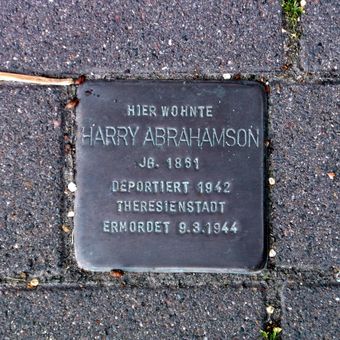 HIER WOHNTE
HARRY ABRAHAMSON
JG. 1861
DEPORTIERT 1942
THERESIENSTADT
ERMORDET 9.3.1944